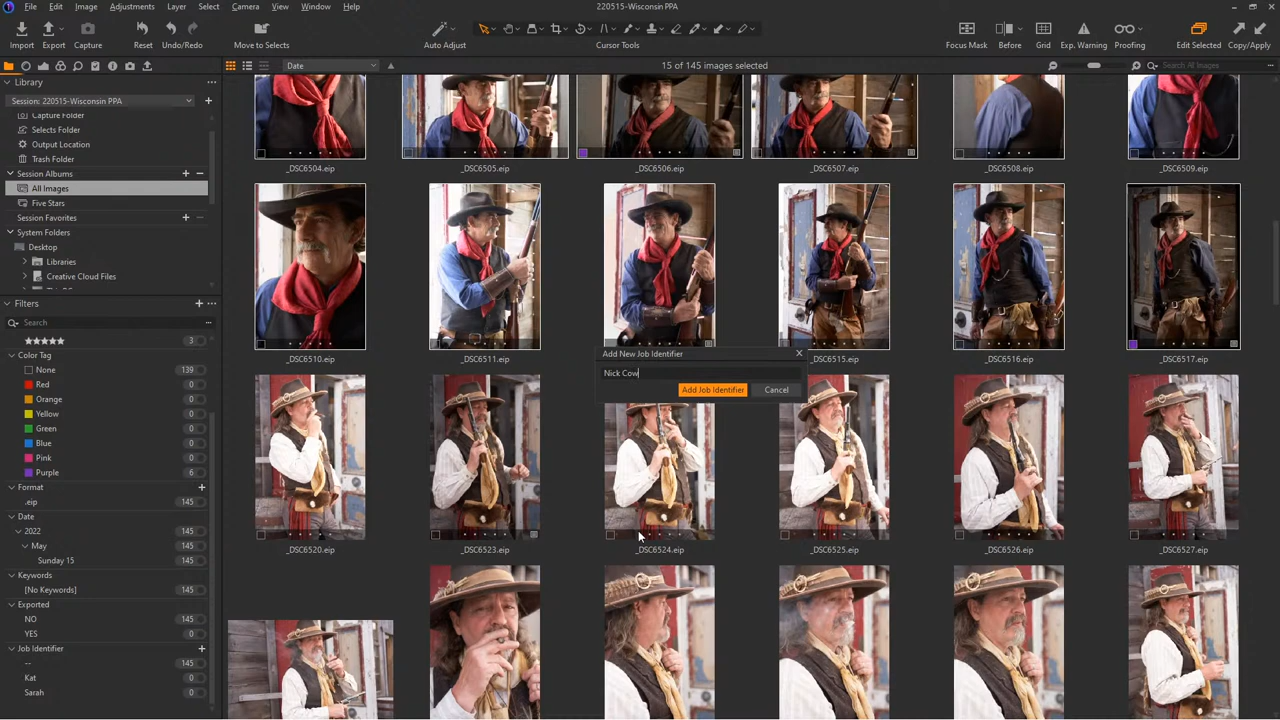 File Edit Image Adjustments Layer Select Camera View Window Help
220515-Wisconsin PPA
Import Export Capture Reset Undo/Redo Move to Selects Auto Adjust Cursor Tools Focus Mask Before Grid Exp. Warning Proofing Edit Selected Copy/Apply
Library
Date
15 of 145 images selected
Search All Images
Session: 220515-Wisconsin PPA
Capture Folder
Selects Folder
Output Location
Trash Folder
Session Albums
All Images
Five Stars
Session Favorites
System Folders
Desktop
Libraries
Creative Cloud Files
Filters
Search
★★★★★ 3
Color Tag
None 139
Red 0
Orange 0
Yellow 0
Green 0
Blue 0
Pink 0
Purple 6
Format
.eip 145
Date
2022 145
May 145
Sunday 15 145
Keywords
[No Keywords] 145
Exported
NO
YES
Job Identifier
-- 145
Kat 0
Sarah 0
_DSC6504.eip _DSC6505.eip _DSC6506.eip _DSC6507.eip _DSC6508.eip _DSC6509.eip
_DSC6510.eip _DSC6511.eip _DSC6515.eip _DSC6516.eip _DSC6517.eip
Add New Job Identifier
Nick Cow
Add Job Identifier Cancel
_DSC6520.eip _DSC6523.eip _DSC6524.eip _DSC6525.eip _DSC6526.eip _DSC6527.eip